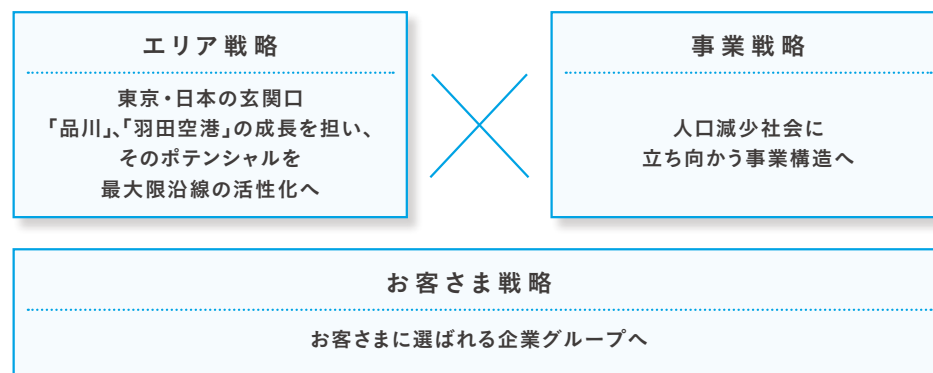 エリア戦略
東京・日本の玄関口
「品川」、「羽田空港」の成長を担い、
そのポテンシャルを
最大限沿線の活性化へ
事業戦略
人口減少社会に
立ち向かう事業構造へ
お客さま戦略
お客さまに選ばれる企業グループへ